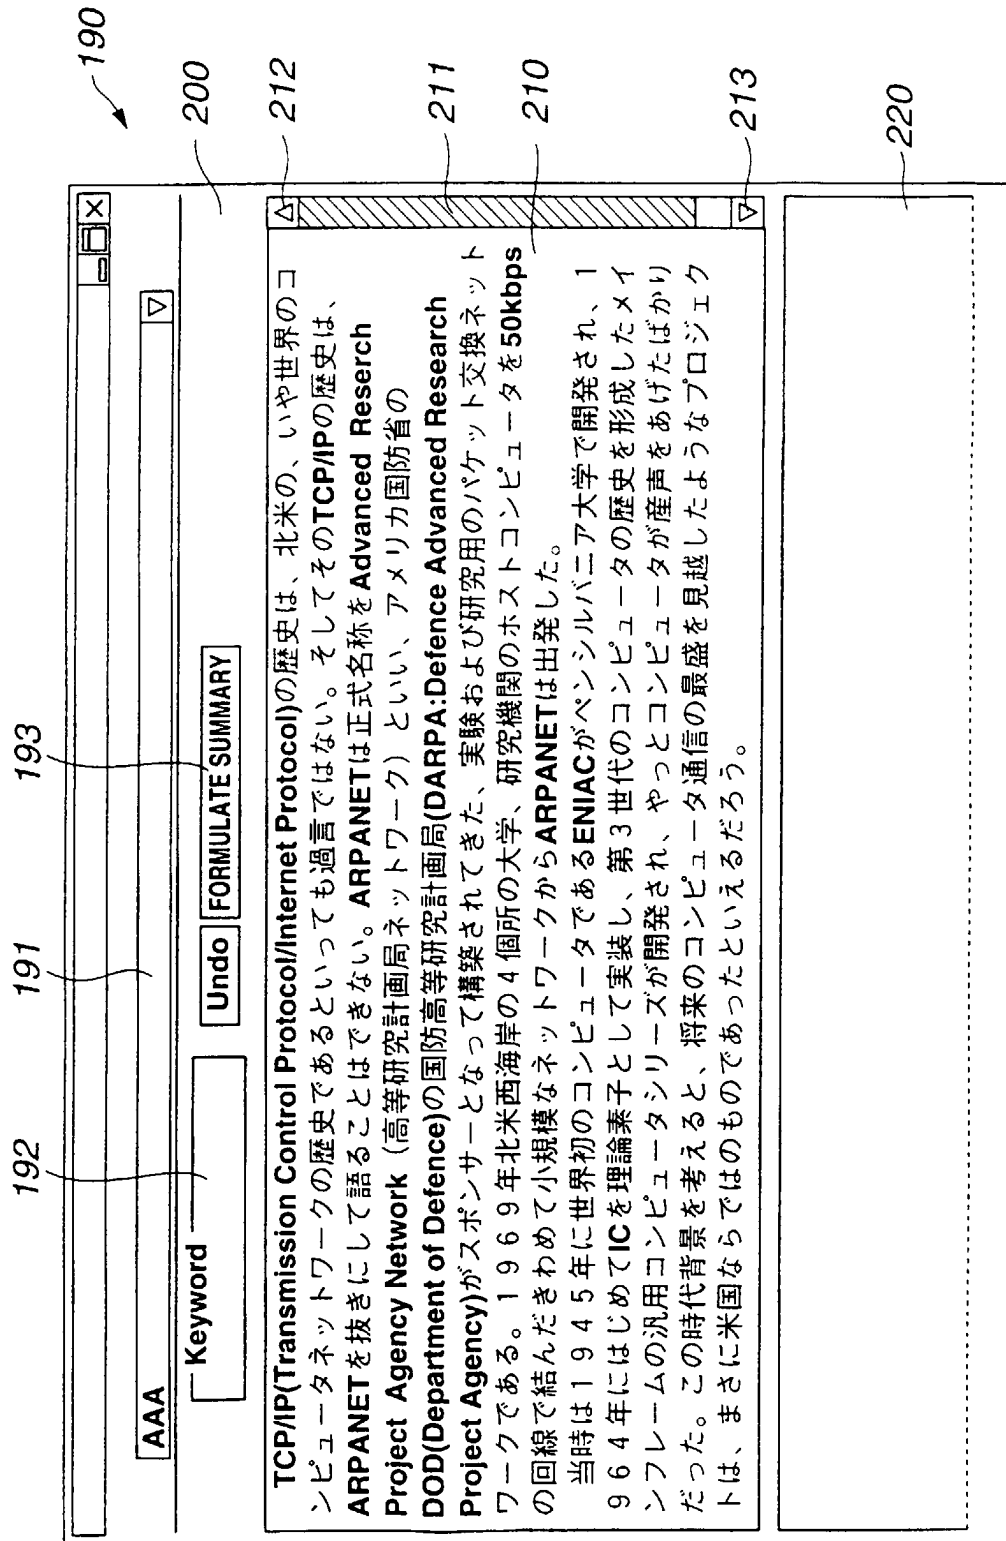 190
AAA
191
Keyword
192
Undo
FORMULATE SUMMARY
193
200
TCP/IP(Transmission Control Protocol/Internet Protocol)の歴史は、北米の、いや世界のコ
ンピュータネットワークの歴史であるといっても過言ではない。そしてそのTCP/IPの歴史は、
ARPANETを抜きにして語ることはできない。ARPANETは正式名称をAdvanced Reserch
Project Agency Network（高等研究計画局ネットワーク）といい、アメリカ国防省の
DOD(Department of Defence)の国防高等研究計画局(DARPA:Defence Advanced Research
Project Agency)がスポンサーとなって構築されてきた、実験および研究用のパケット交換ネット
ワークである。１９６９年北米西海岸の４個所の大学、研究機関のホストコンピュータを50kbps
の回線で結んだきわめて小規模なネットワークからARPANETは出発した。
当時は１９４５年に世界初のコンピュータであるENIACがペンシルバニア大学で開発され、１
９６４年にはじめてICを理論素子として実装し、第３世代のコンピュータの歴史を形成したメイ
ンフレームの汎用コンピュータシリーズが開発され、やっとコンピュータが産声をあげたばかり
だった。この時代背景を考えると、将来のコンピュータ通信の最盛を見越したようなプロジェク
トは、まさに米国ならではのものであったといえるだろう。
212
211
210
213
220